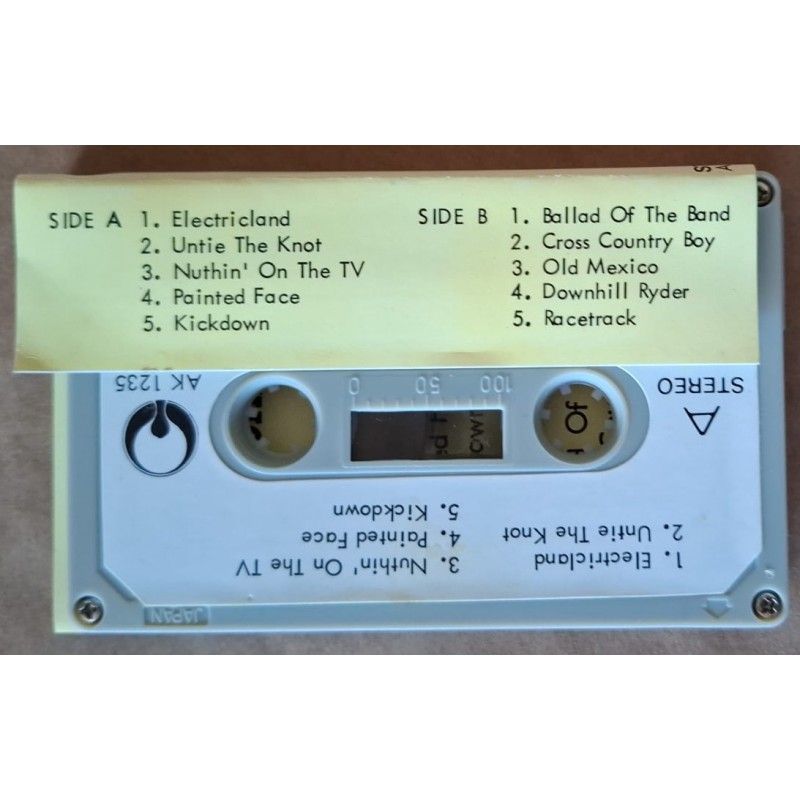 SIDE A 1. Electricland
2. Untie The Knot
3. Nuthin' On The TV
4. Painted Face
5. Kickdown
SIDE B 1. Ballad Of The Band
2. Cross Country Boy
3. Old Mexico
4. Downhill Ryder
5. Racetrack
AK 1235
STEREO
A
0 50 100
Of
1. Electricland
2. Untie The Knot
3. Nuthin' On The TV
4. Painted Face
5. Kickdown
JAPAN